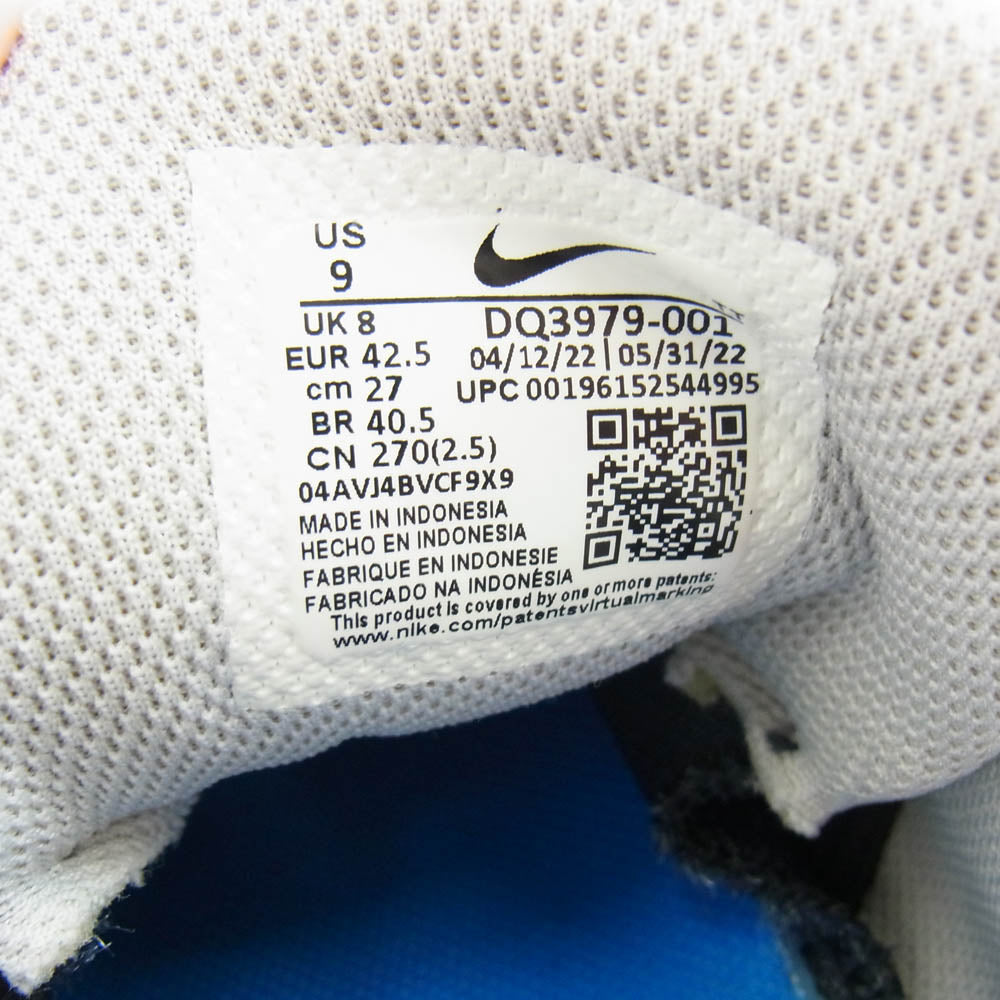 US
9
UK 8
EUR 42.5
cm 27
BR 40.5
CN 270(2.5)
04AVJ4BVCF9X9
DQ3979-001
04/12/22 | 05/31/22
UPC 00196152544995
MADE IN INDONESIA
HECHO EN INDONESIA
FABRIQUE EN INDONESIE
FABRICADO NA INDONÉSIA
This product is covered by one or more patents:
www.nike.com/patentsvirtualmarking